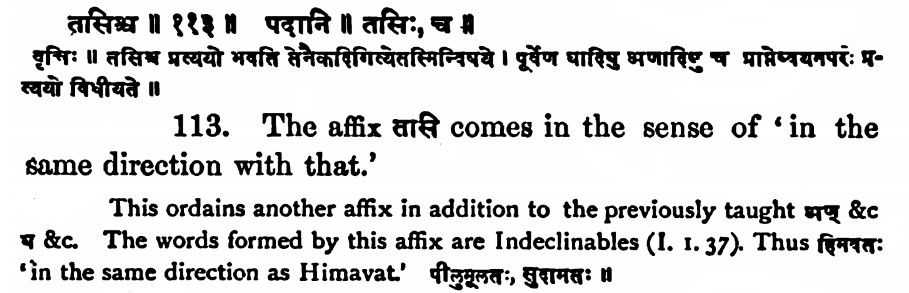 तसिश्च ॥ ११३ ॥ पदानि ॥ तसिः, च ॥
वृत्तिः ॥ तसिश्च प्रत्ययो भवति तेनैकदिगित्येतस्मिन्विषये । पूर्वेण घादिषु अणादिषु च प्राप्तेष्वयमपरः प्र-
त्ययो विधीयते ॥
113. The affix तासि comes in the sense of ‘in the
same direction with that.’
This ordains another affix in addition to the previously taught अण् &c
घ &c. The words formed by this affix are Indeclinables (I. 1. 37). Thus हिमवतः
‘in the same direction as Himavat.’ पीलुमूलतः, सुदामतः ॥